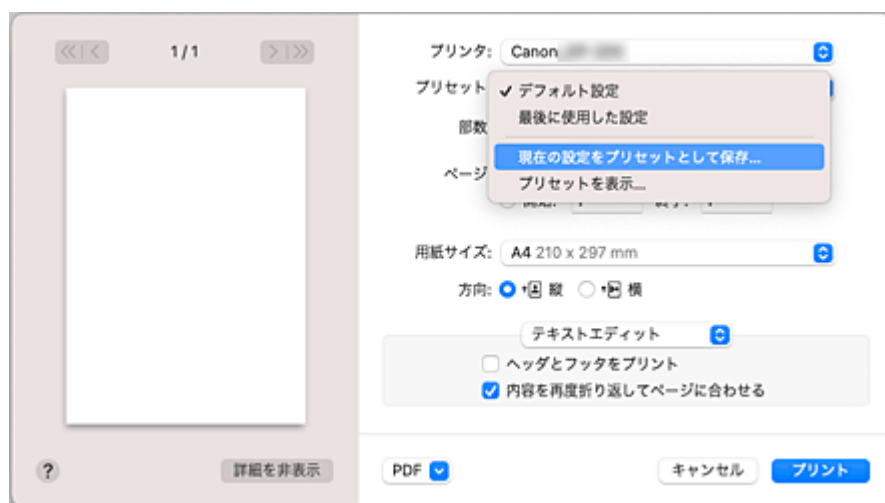 1 / 1
プリンタ: Canon
プリセット
✓ デフォルト設定
最後に使用した設定
現在の設定をプリセットとして保存...
プリセットを表示...
部数
ページ
用紙サイズ: A4 210 x 297 mm
方向: 縦 横
テキストエディット
ヘッダとフッタをプリント
内容を再度折り返してページに合わせる
? 詳細を非表示
PDF キャンセル プリント